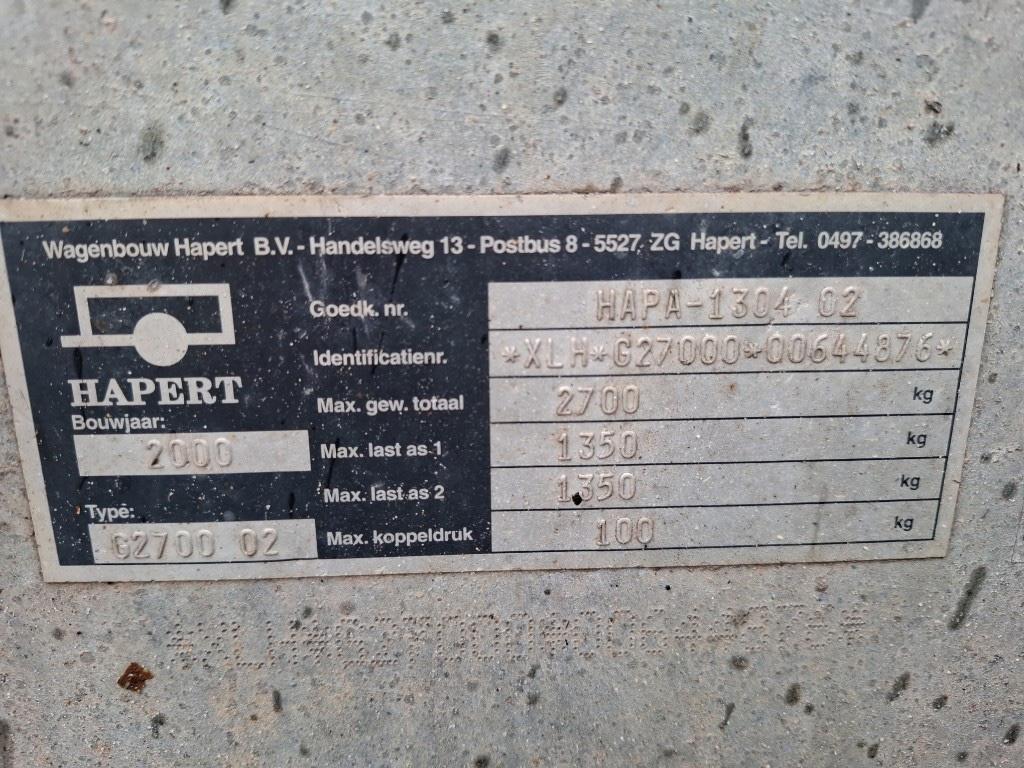 Wagenbouw Hapert B.V. - Handelsweg 13 - Postbus 8 - 5527 ZG Hapert - Tel. 0497 - 386868
HAPERT
Bouwjaar:
2000
Type:
G2700 02
Goedk. nr. HAPA-1304 02
Identificatienr. *XLH*G27000*00644876*
Max. gew. totaal 2700 kg
Max. last as 1 1350 kg
Max. last as 2 1350 kg
Max. koppeldruk 100 kg